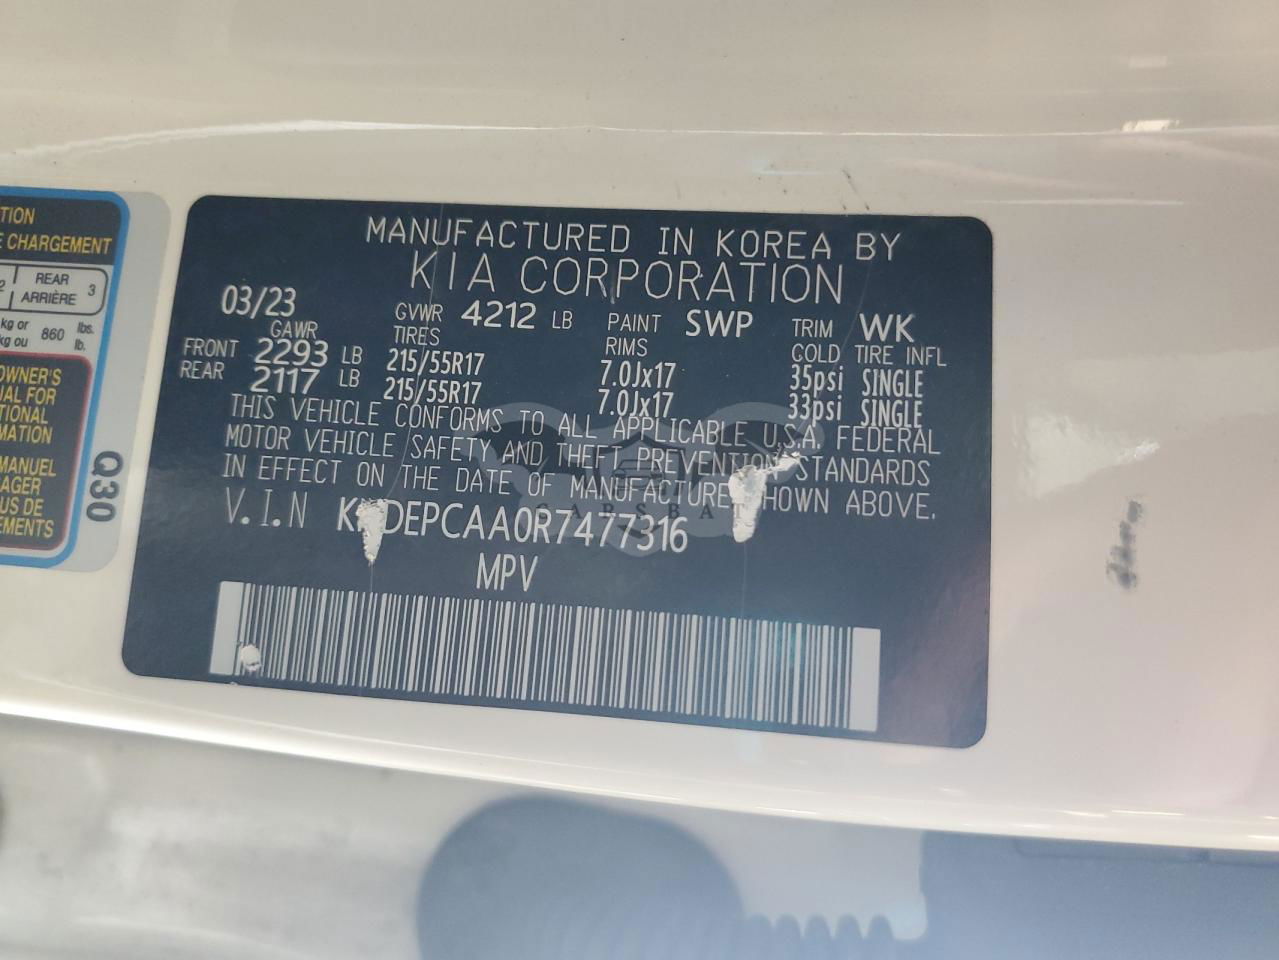 TION
E CHARGEMENT
2 REAR ARRIÈRE 3
kg or kg ou 860 lbs. lb.
OWNER'S
AL FOR
TIONAL
MATION
MANUEL
AGER
US DE
EMENTS
Q30
MANUFACTURED IN KOREA BY
KIA CORPORATION
03/23 GVWR 4212 LB PAINT SWP TRIM WK
GAWR TIRES RIMS COLD TIRE INFL
FRONT 2293 LB 215/55R17 7.0Jx17 35psi SINGLE
REAR 2117 LB 215/55R17 7.0Jx17 33psi SINGLE
THIS VEHICLE CONFORMS TO ALL APPLICABLE U.S.A. FEDERAL
MOTOR VEHICLE SAFETY AND THEFT PREVENTION STANDARDS
IN EFFECT ON THE DATE OF MANUFACTURE SHOWN ABOVE.
V.I.N
MPV
CARSBAT